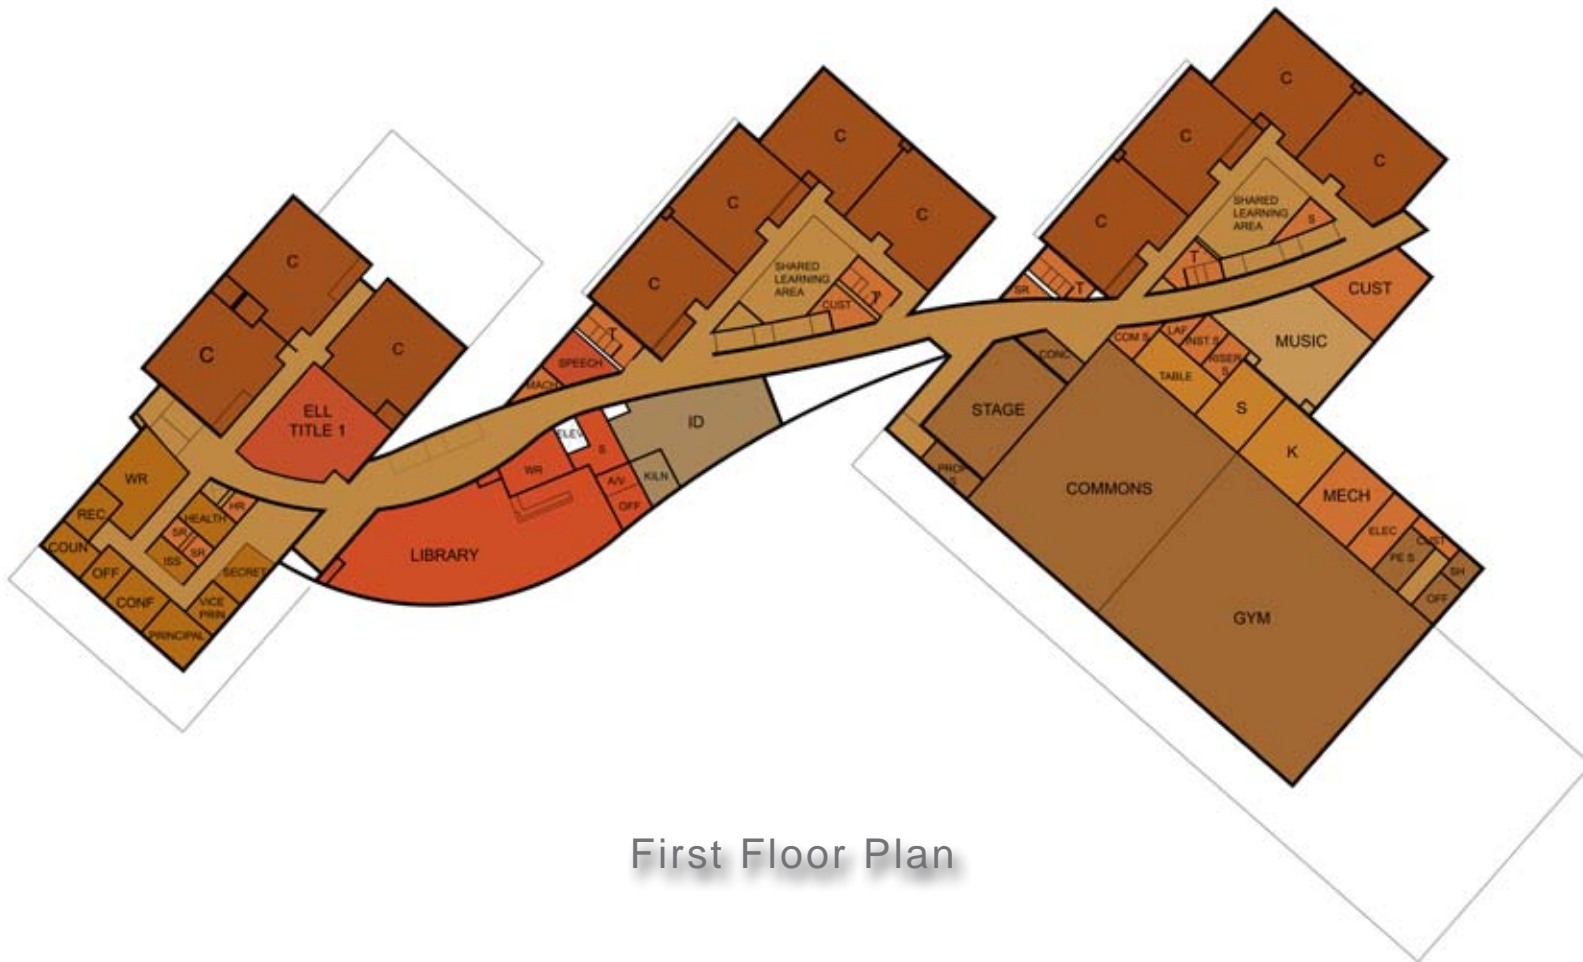 C
C
C
ELL
TITLE 1
WR
REC
COUN
OFF
CONF
PRINCIPAL
VICE
PRIN
SECRET
HEALTH
HR
SR
SR
ISS
C
C
C
C
SHARED
LEARNING
AREA
CUST
T
T
SPEECH
MACH
ELEV
S
WR
A/V
OFF
KILN
ID
LIBRARY
C
C
C
C
SHARED
LEARNING
AREA
S
T
SR
T
CUST
MUSIC
COM S
LAF
INST.S
RISER
S
TABLE
S
K
MECH
ELEC
CUST
PE S
SH
OFF
CONC
STAGE
PROP
S
COMMONS
GYM
First Floor Plan